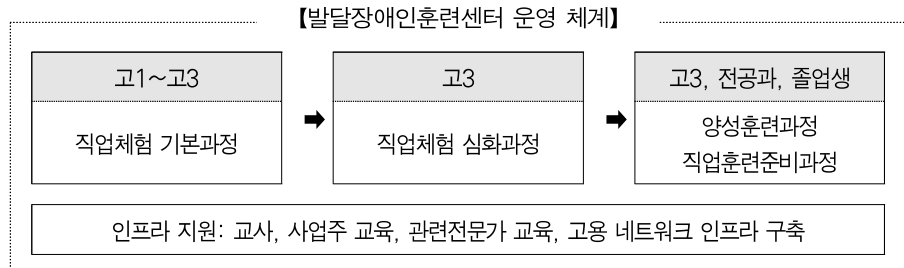 【발달장애인훈련센터 운영 체계】
고1～고3
직업체험 기본과정
➡
고3
직업체험 심화과정
➡
고3, 전공과, 졸업생
양성훈련과정
직업훈련준비과정
인프라 지원: 교사, 사업주 교육, 관련전문가 교육, 고용 네트워크 인프라 구축